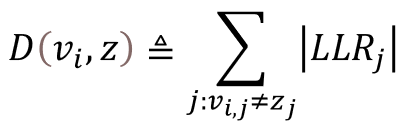 D(v_i, z) ≜ ∑_{j:v_{i,j}≠z_j} |LLR_j|